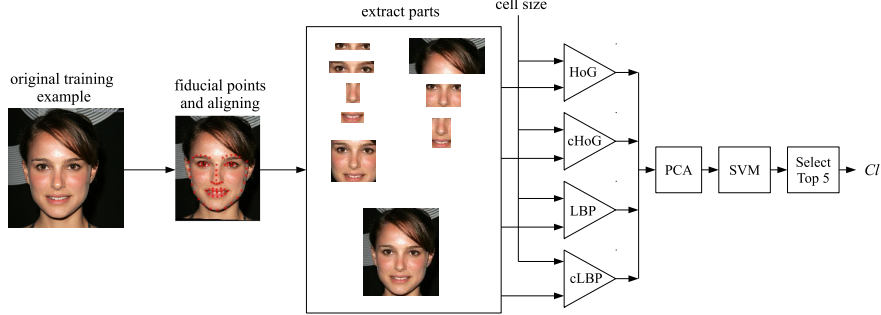 extract parts
cell size
original training
example
fiducial points
and aligning
HoG
cHoG
LBP
cLBP
PCA
SVM
Select
Top 5
Cl